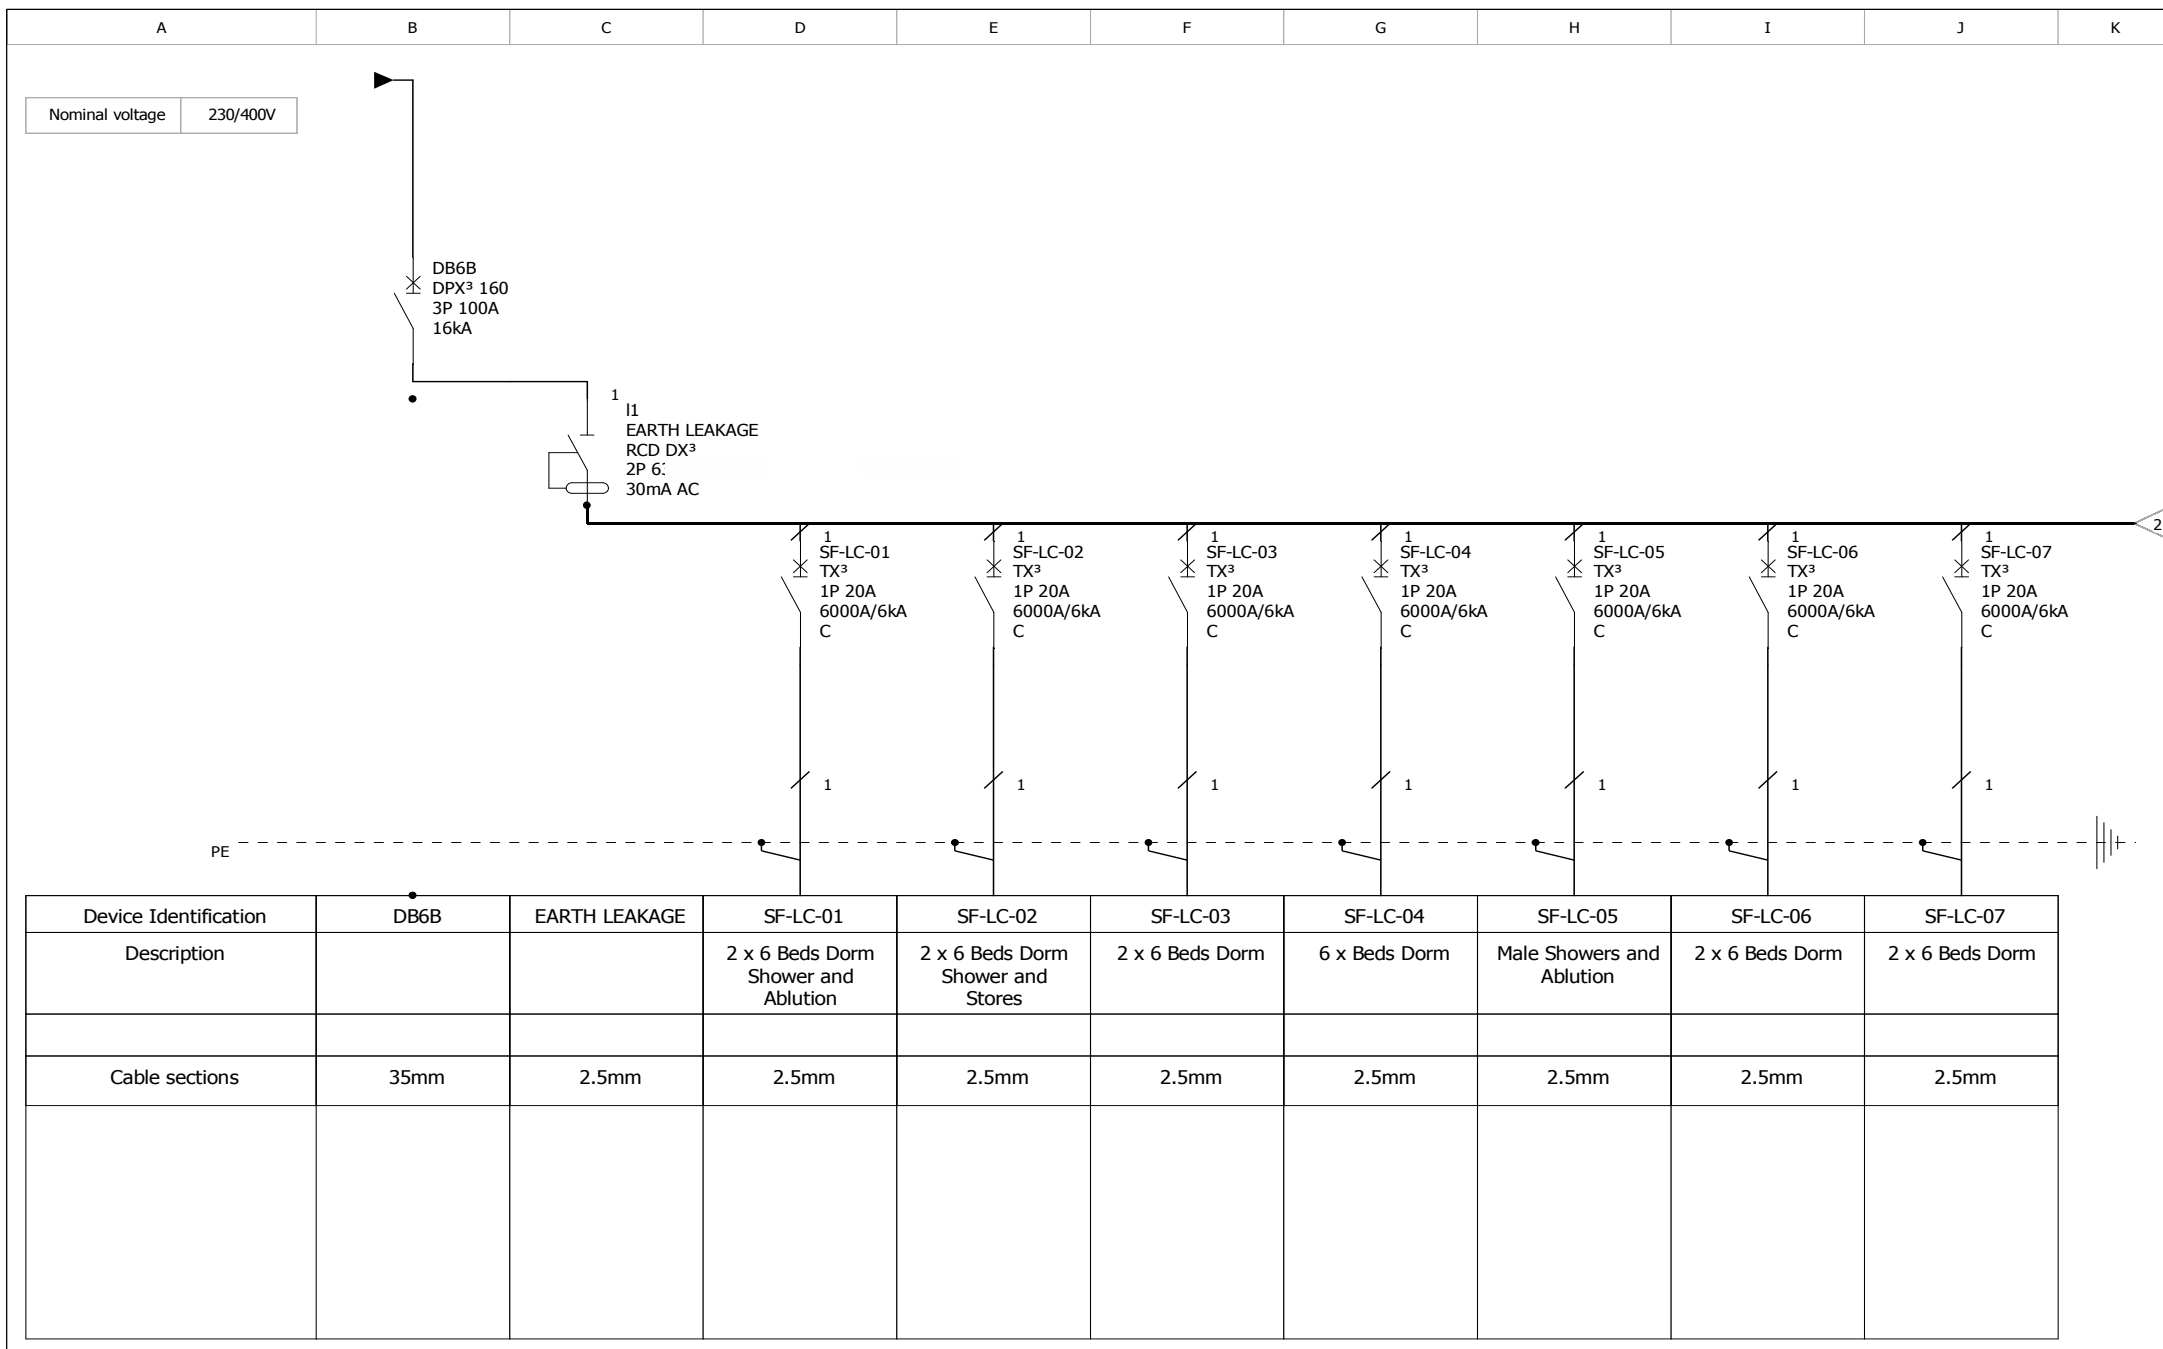 A B C D E F G H I J K
Nominal voltage 230/400V
DB6B
DPX³ 160
3P 100A
16kA
1
I1
EARTH LEAKAGE
RCD DX³
2P
30mA AC
2
1 1 1 1 1 1 1
SF-LC-01 SF-LC-02 SF-LC-03 SF-LC-04 SF-LC-05 SF-LC-06 SF-LC-07
TX³ TX³ TX³ TX³ TX³ TX³ TX³
1P 20A 1P 20A 1P 20A 1P 20A 1P 20A 1P 20A 1P 20A
6000A/6kA 6000A/6kA 6000A/6kA 6000A/6kA 6000A/6kA 6000A/6kA 6000A/6kA
C C C C C C C
1 1 1 1 1 1 1
PE
Device Identification DB6B EARTH LEAKAGE SF-LC-01 SF-LC-02 SF-LC-03 SF-LC-04 SF-LC-05 SF-LC-06 SF-LC-07
Description 2 x 6 Beds Dorm 2 x 6 Beds Dorm 2 x 6 Beds Dorm 6 x Beds Dorm Male Showers and 2 x 6 Beds Dorm 2 x 6 Beds Dorm
Shower and Shower and Ablution
Ablution Stores
Cable sections 35mm 2.5mm 2.5mm 2.5mm 2.5mm 2.5mm 2.5mm 2.5mm 2.5mm